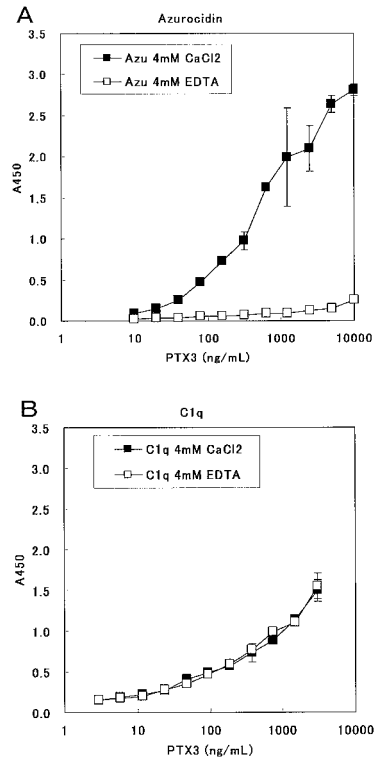 A
Azurocidin
3.5
3.0
2.5
2.0
1.5
1.0
0.5
0.0
A450
Azu 4mM CaCl2
Azu 4mM EDTA
1 10 100 1000 10000
PTX3 (ng/mL)
B
C1q
3.5
3.0
2.5
2.0
1.5
1.0
0.5
0.0
A450
C1q 4mM CaCl2
C1q 4mM EDTA
1 10 100 1000 10000
PTX3 (ng/mL)